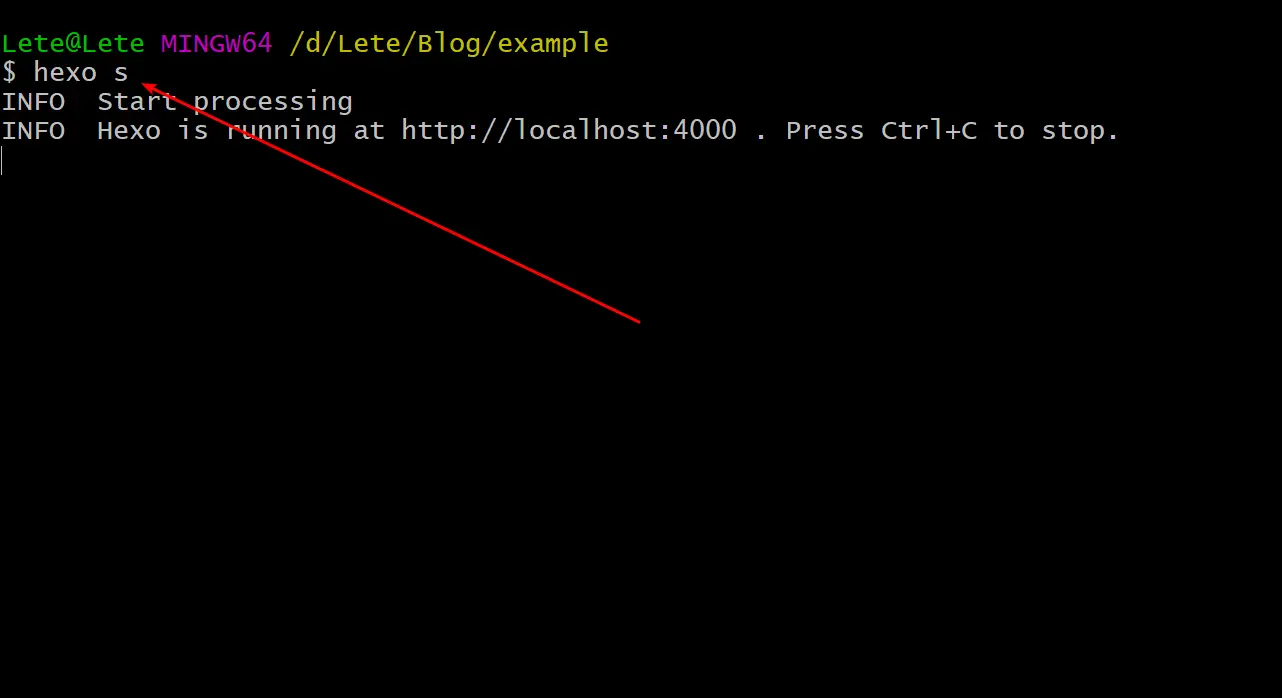 Lete@Lete MINGW64 /d/Lete/Blog/example
$ hexo s
INFO  Start processing
INFO  Hexo is running at http://localhost:4000 . Press Ctrl+C to stop.